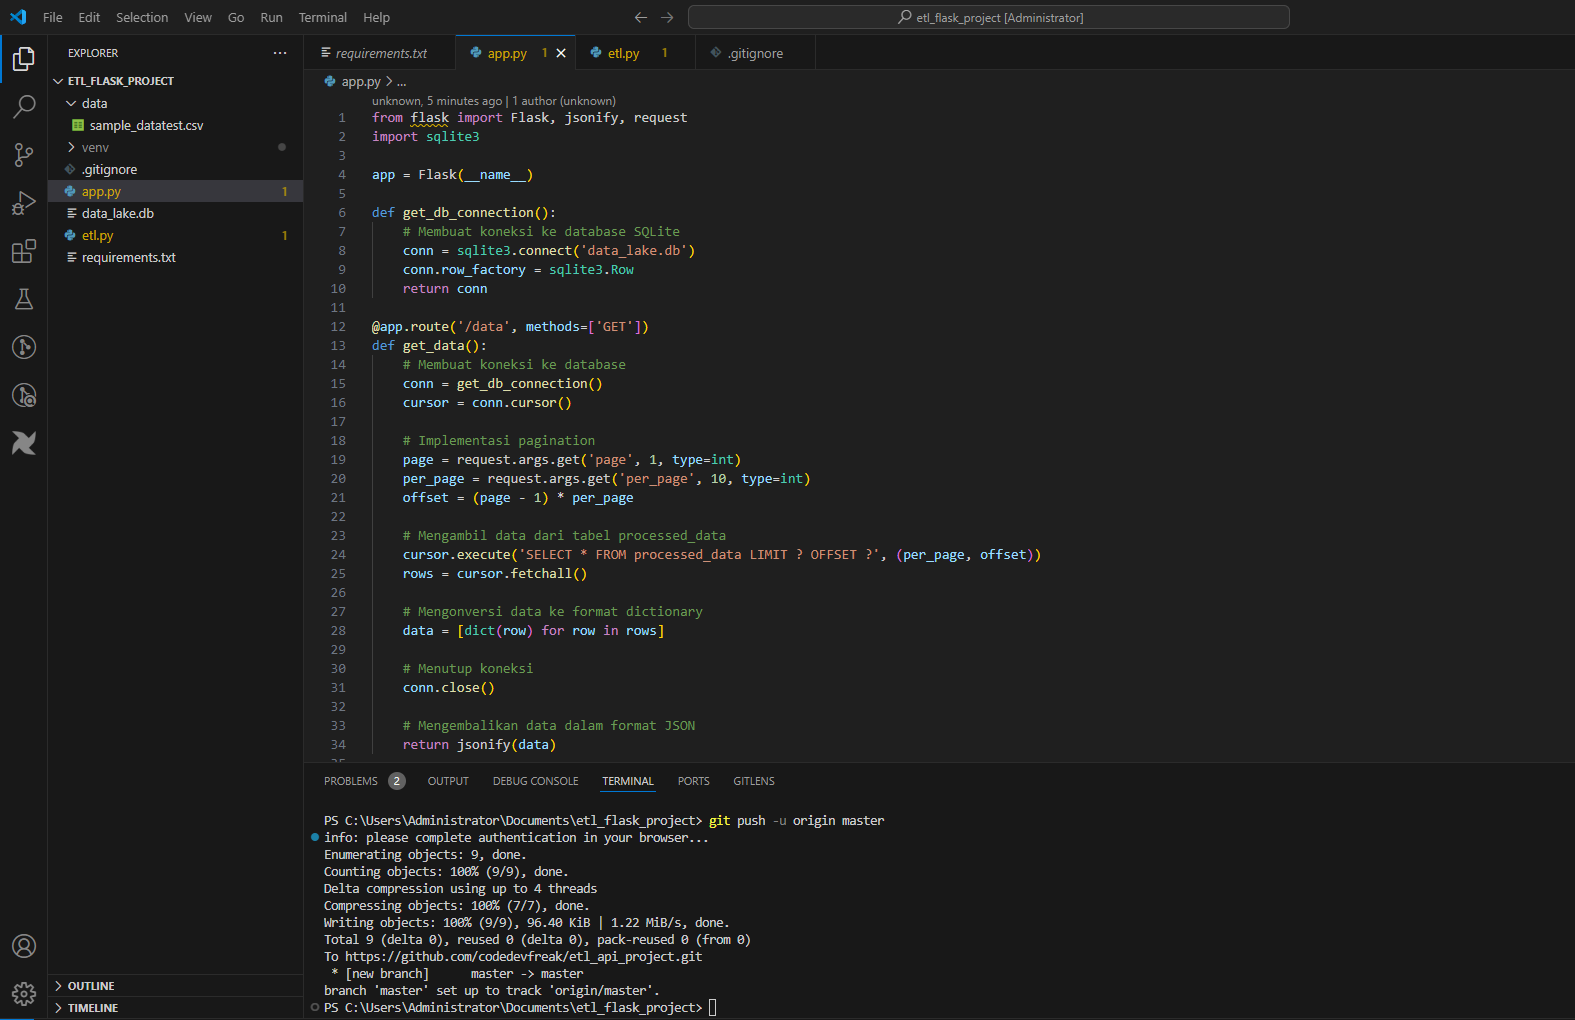 File Edit Selection View Go Run Terminal Help
etl_flask_project [Administrator]
EXPLORER
ETL_FLASK_PROJECT
data
sample_datatest.csv
venv
.gitignore
app.py 1
data_lake.db
etl.py 1
requirements.txt
OUTLINE
TIMELINE
requirements.txt app.py 1 etl.py 1 .gitignore
app.py > ...
unknown, 5 minutes ago | 1 author (unknown)
1 from flask import Flask, jsonify, request
2 import sqlite3
3
4 app = Flask(__name__)
5
6 def get_db_connection():
7 # Membuat koneksi ke database SQLite
8 conn = sqlite3.connect('data_lake.db')
9 conn.row_factory = sqlite3.Row
10 return conn
11
12 @app.route('/data', methods=['GET'])
13 def get_data():
14 # Membuat koneksi ke database
15 conn = get_db_connection()
16 cursor = conn.cursor()
17
18 # Implementasi pagination
19 page = request.args.get('page', 1, type=int)
20 per_page = request.args.get('per_page', 10, type=int)
21 offset = (page - 1) * per_page
22
23 # Mengambil data dari tabel processed_data
24 cursor.execute('SELECT * FROM processed_data LIMIT ? OFFSET ?', (per_page, offset))
25 rows = cursor.fetchall()
26
27 # Mengonversi data ke format dictionary
28 data = [dict(row) for row in rows]
29
30 # Menutup koneksi
31 conn.close()
32
33 # Mengembalikan data dalam format JSON
34 return jsonify(data)
PROBLEMS 2 OUTPUT DEBUG CONSOLE TERMINAL PORTS GITLENS
PS C:\Users\Administrator\Documents\etl_flask_project> git push -u origin master
info: please complete authentication in your browser...
Enumerating objects: 9, done.
Counting objects: 100% (9/9), done.
Delta compression using up to 4 threads
Compressing objects: 100% (7/7), done.
Writing objects: 100% (9/9), 96.40 KiB | 1.22 MiB/s, done.
Total 9 (delta 0), reused 0 (delta 0), pack-reused 0 (from 0)
To https://github.com/codedevfreak/etl_api_project.git
* [new branch] master -> master
branch 'master' set up to track 'origin/master'.
PS C:\Users\Administrator\Documents\etl_flask_project>